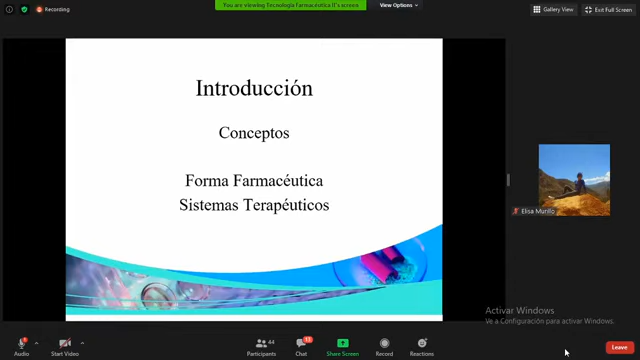 Recording
You are viewing Tecnología Farmacéutica II's screen
View Options
Gallery View
Exit Full Screen
Introducción
Conceptos
Forma Farmacéutica
Sistemas Terapéuticos
Elisa Murillo
Activar Windows
Ve a Configuración para activar Windows.
Audio
Start Video
44
Participants
Chat
Share Screen
Record
Reactions
Leave